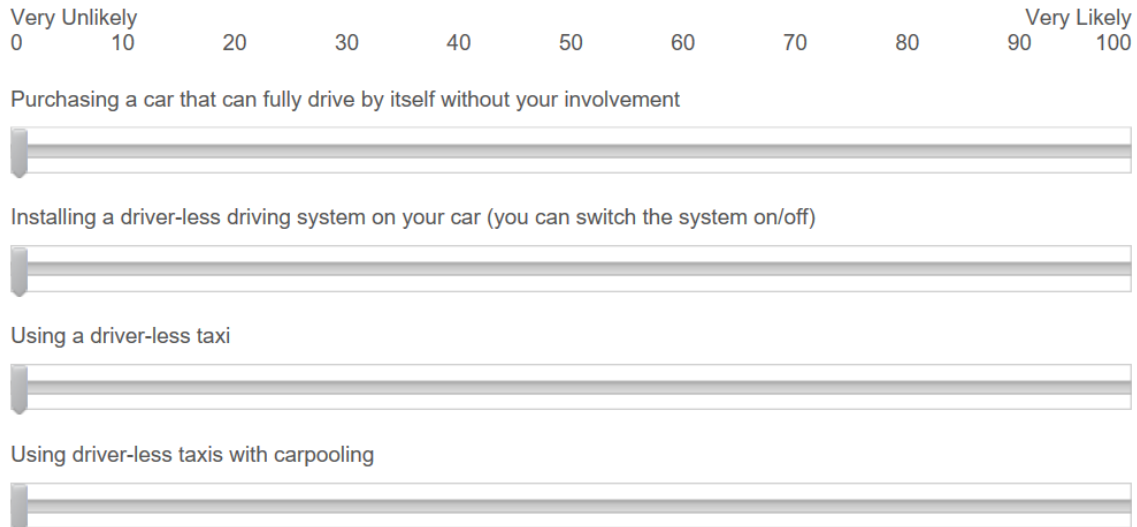 Very Unlikely Very Likely
0 10 20 30 40 50 60 70 80 90 100
Purchasing a car that can fully drive by itself without your involvement
Installing a driver-less driving system on your car (you can switch the system on/off)
Using a driver-less taxi
Using driver-less taxis with carpooling